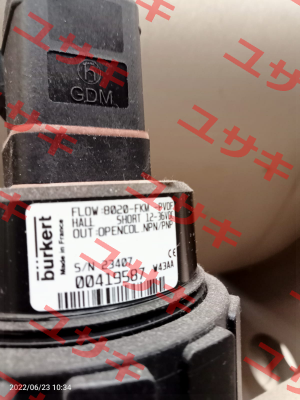 ⓗ
GDM
bürkert
Made in France
FLOW:8020-FKM PVDF
HALL SHORT 12-36VDC
OUT:OPENCOL.NPN/PNP
S/N 23407
00419587 W43AA
CE
ユサキ
ユサキ
ユサキ
ユサキ
ユサキ
2022/06/23 10:34